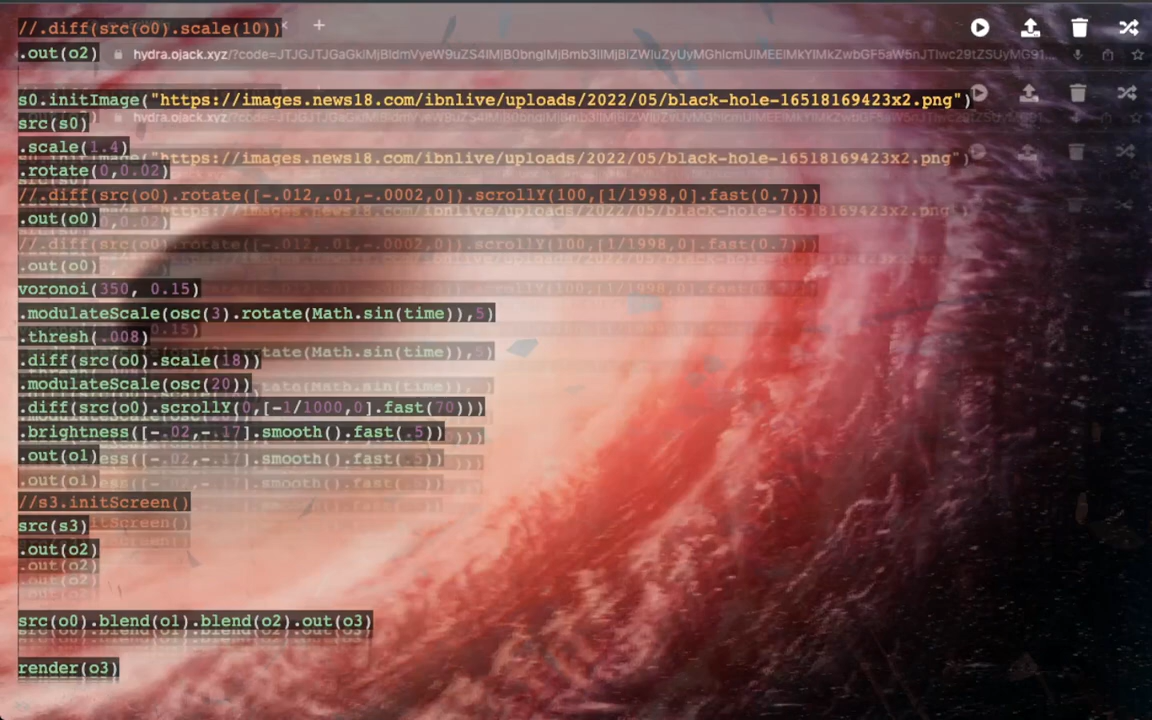 //.diff(src(o0).scale(10))
.out(o2)
hydra.ojack.xyz/?code=
s0.initImage("https://images.news18.com/ibnlive/uploads/2022/05/black-hole-16518169423x2.png")
src(s0)
.scale(1.4)
.rotate(0,0.02)
//.diff(src(o0).rotate([-.012,.01,-.0002,0]).scrollY(100,[1/1998,0].fast(0.7)))
.out(o0)
voronoi(350, 0.15)
.modulateScale(osc(3).rotate(Math.sin(time)),5)
.thresh(.008)
.diff(src(o0).scale(18))
.modulateScale(osc(20))
.diff(src(o0).scrollY(0,[-1/1000,0].fast(70)))
.brightness([-.02,-.17].smooth().fast(.5))
.out(o1)
//s3.initScreen()
src(s3)
.out(o2)
src(o0).blend(o1).blend(o2).out(o3)
render(o3)